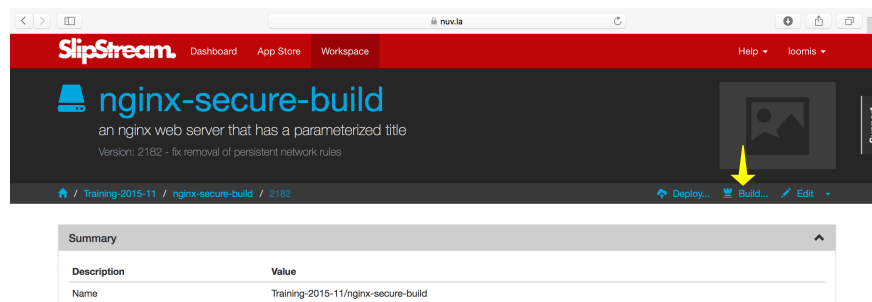 nuv.la
SlipStream. Dashboard App Store Workspace Help loomis
nginx-secure-build
an nginx web server that has a parameterized title
Version: 2182 - fix removal of persistent network rules
/ Training-2015-11 / nginx-secure-build / 2182 Deploy... Build... Edit
Summary
Description Value
Name Training-2015-11/nginx-secure-build